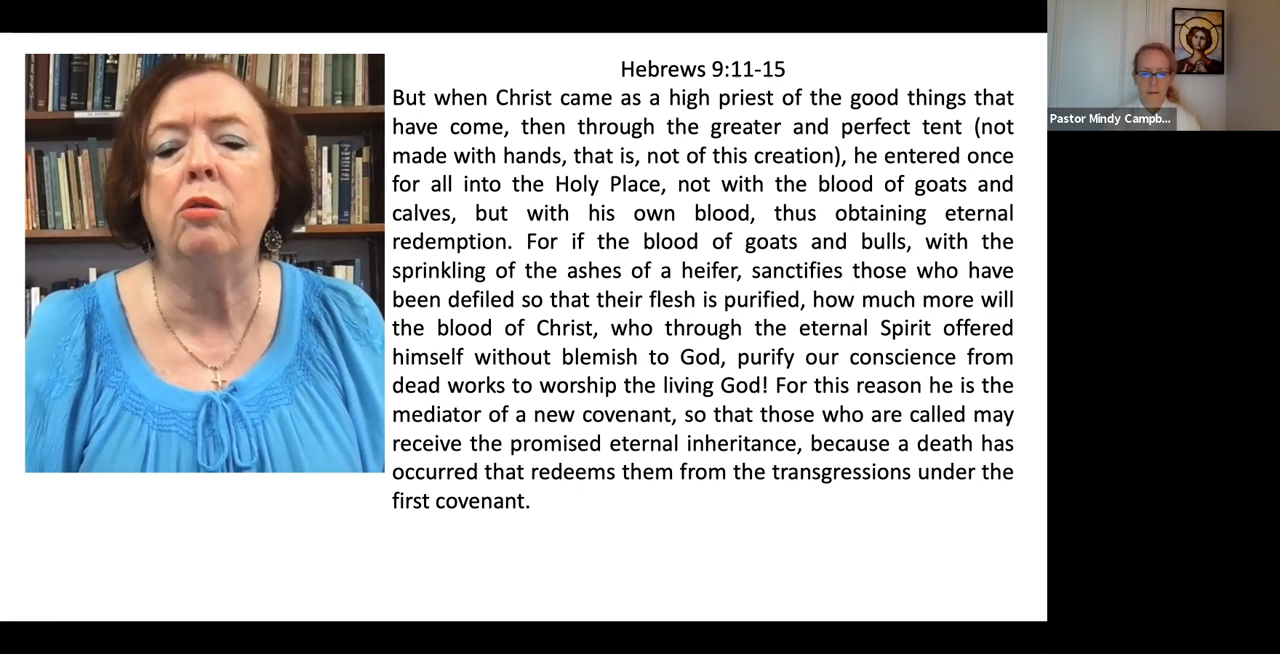 Hebrews 9:11-15
But when Christ came as a high priest of the good things that
have come, then through the greater and perfect tent (not
made with hands, that is, not of this creation), he entered once
for all into the Holy Place, not with the blood of goats and
calves, but with his own blood, thus obtaining eternal
redemption. For if the blood of goats and bulls, with the
sprinkling of the ashes of a heifer, sanctifies those who have
been defiled so that their flesh is purified, how much more will
the blood of Christ, who through the eternal Spirit offered
himself without blemish to God, purify our conscience from
dead works to worship the living God! For this reason he is the
mediator of a new covenant, so that those who are called may
receive the promised eternal inheritance, because a death has
occurred that redeems them from the transgressions under the
first covenant.
Pastor Mindy Campb...